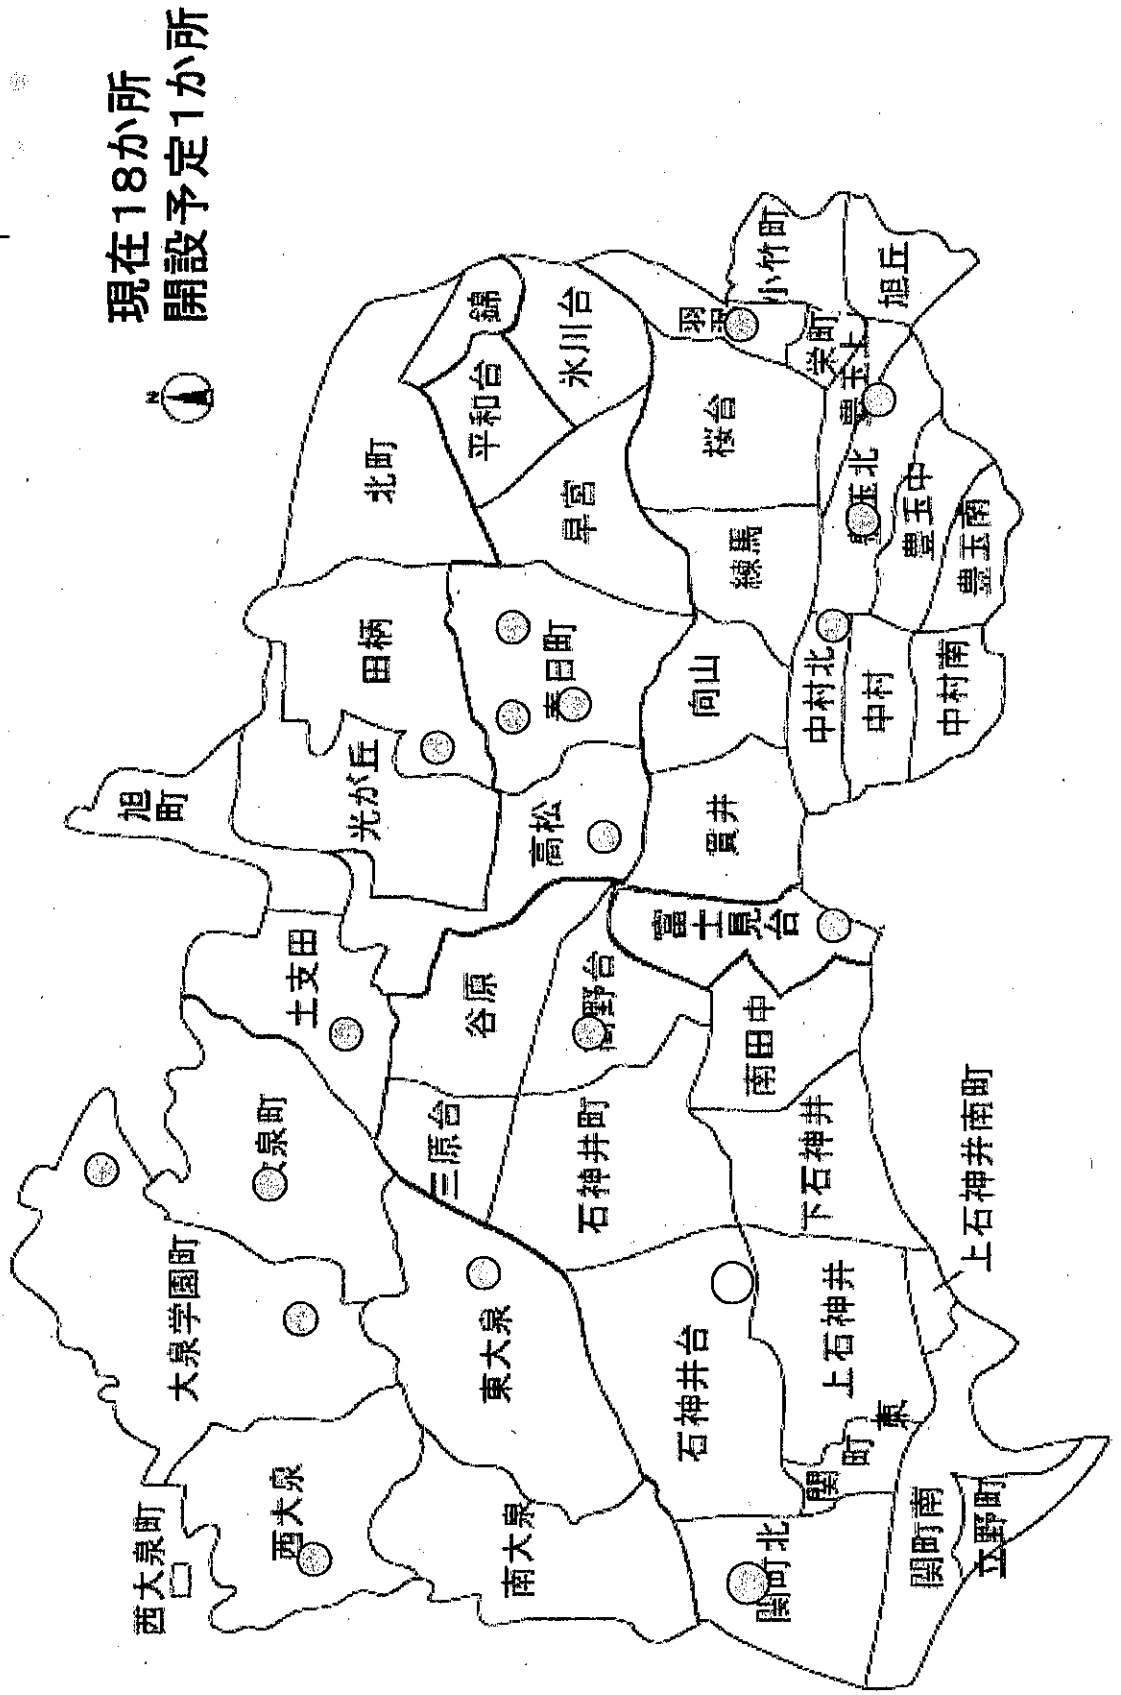 現在18か所
開設予定1か所
N
旭町
北町
錦
平和台
氷川台
田柄
光が丘
早宮
春日町
土支田
高松
羽
小竹町
栄町
旭丘
桜台
練馬
豊玉上
玉北
豊玉中
豊玉南
向山
中村北
中村
中村南
貫井
富士見台
谷原
野台
南田中
大泉学園町
泉町
三原台
石神井町
下石神井
西大泉町
西大泉
東大泉
南大泉
石神井台
上石神井
上石神井南町
関町東
関町北
関町南
立野町